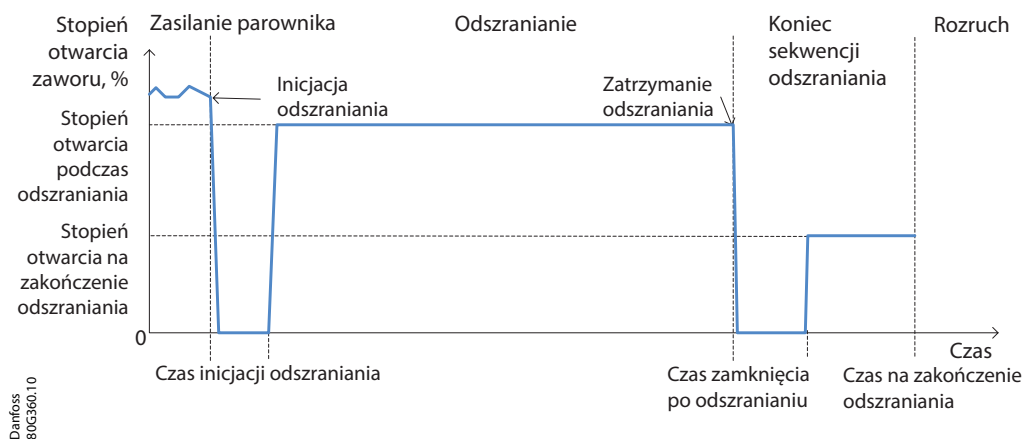 Stopień
otwarcia
zaworu, %
Zasilanie parownika
Odszranianie
Koniec
sekwencji
odszraniania
Rozruch
Inicjacja
odszraniania
Zatrzymanie
odszraniania
Stopień
otwarcia
podczas
odszraniania
Stopień
otwarcia na
zakończenie
odszraniania
0
Czas
Czas inicjacji odszraniania
Czas zamknięcia
po odszranianiu
Czas na zakończenie
odszraniania
Danfoss
80G360.10